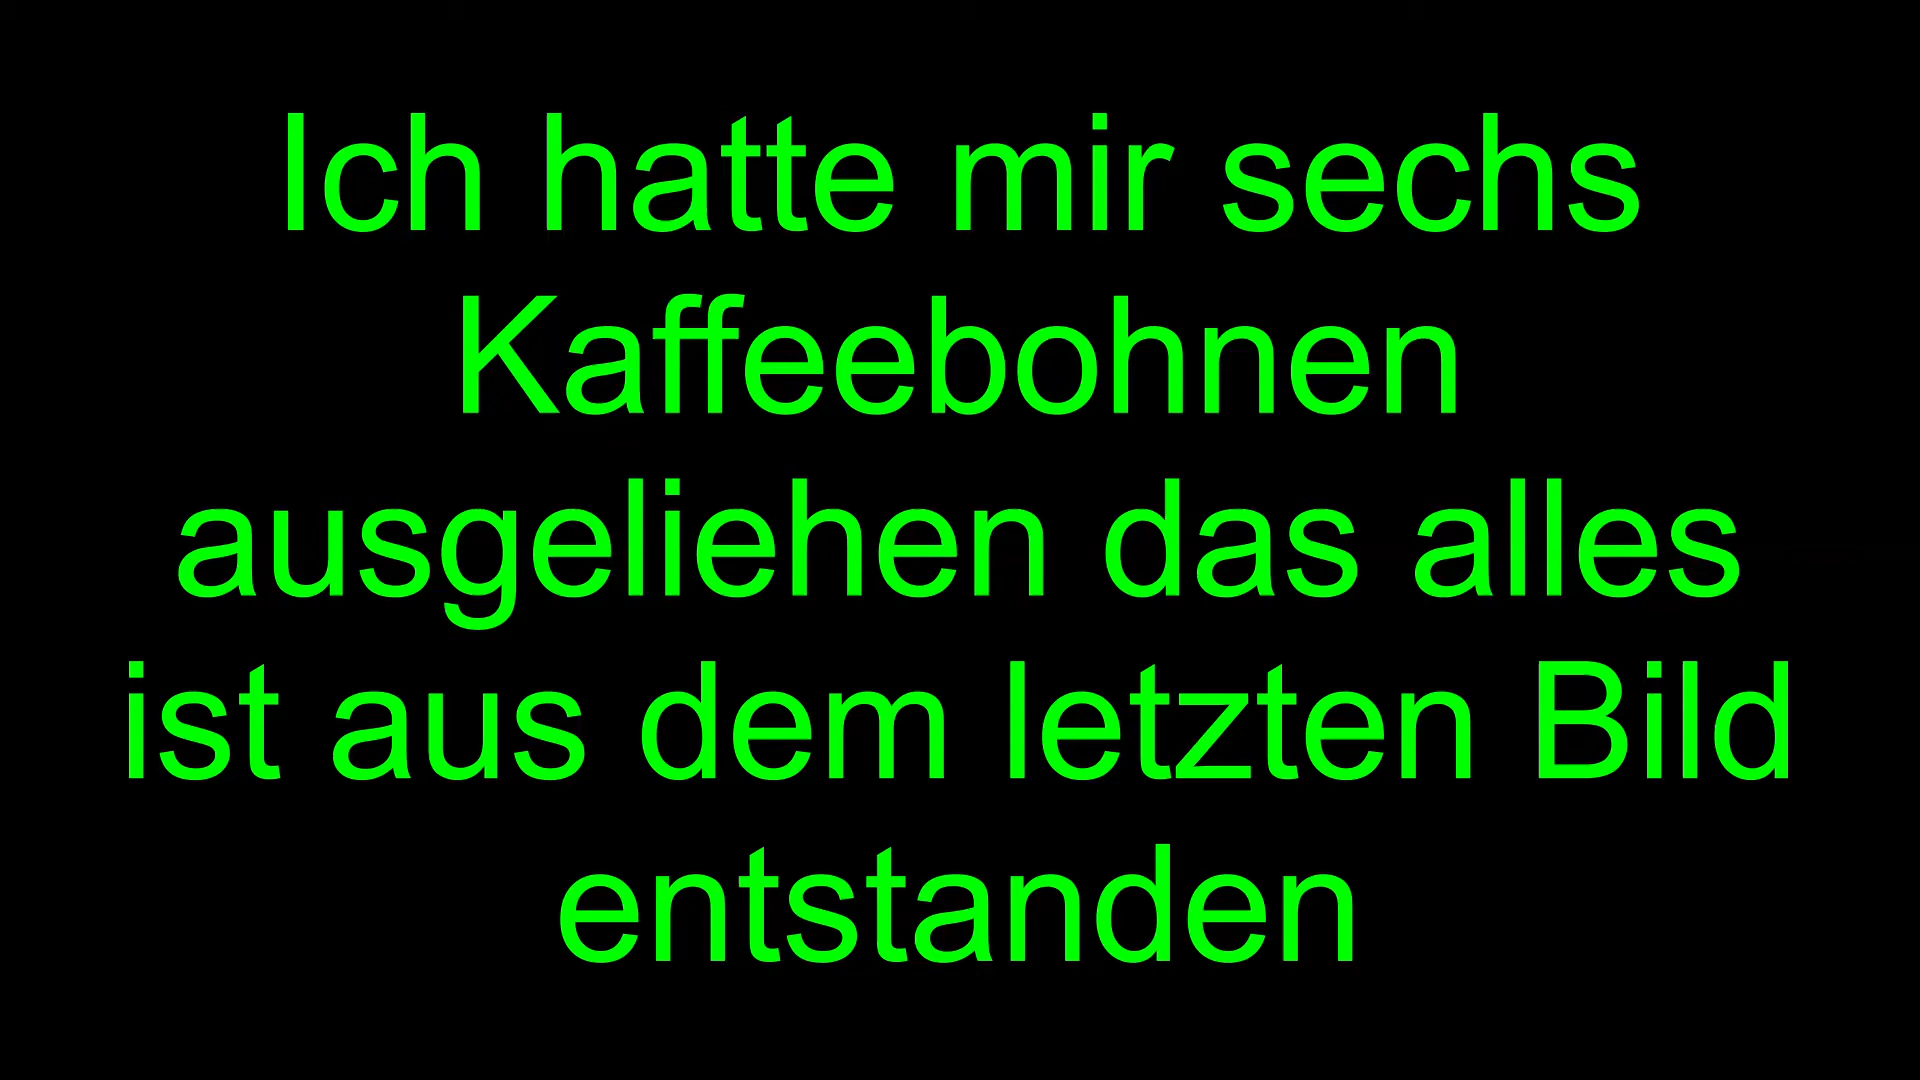 Ich hatte mir sechs
Kaffeebohnen
ausgeliehen das alles
ist aus dem letzten Bild
entstanden